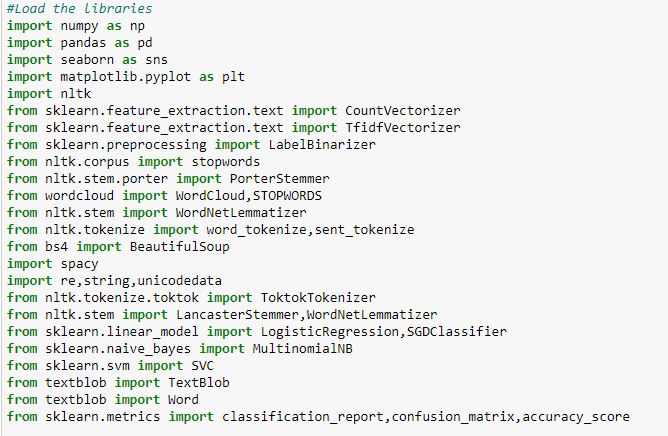 #Load the libraries
import numpy as np
import pandas as pd
import seaborn as sns
import matplotlib.pyplot as plt
import nltk
from sklearn.feature_extraction.text import CountVectorizer
from sklearn.feature_extraction.text import TfidfVectorizer
from sklearn.preprocessing import LabelBinarizer
from nltk.corpus import stopwords
from nltk.stem.porter import PorterStemmer
from wordcloud import WordCloud,STOPWORDS
from nltk.stem import WordNetLemmatizer
from nltk.tokenize import word_tokenize,sent_tokenize
from bs4 import BeautifulSoup
import spacy
import re,string,unicodedata
from nltk.tokenize.toktok import ToktokTokenizer
from nltk.stem import LancasterStemmer,WordNetLemmatizer
from sklearn.linear_model import LogisticRegression,SGDClassifier
from sklearn.naive_bayes import MultinomialNB
from sklearn.svm import SVC
from textblob import TextBlob
from textblob import Word
from sklearn.metrics import classification_report,confusion_matrix,accuracy_score